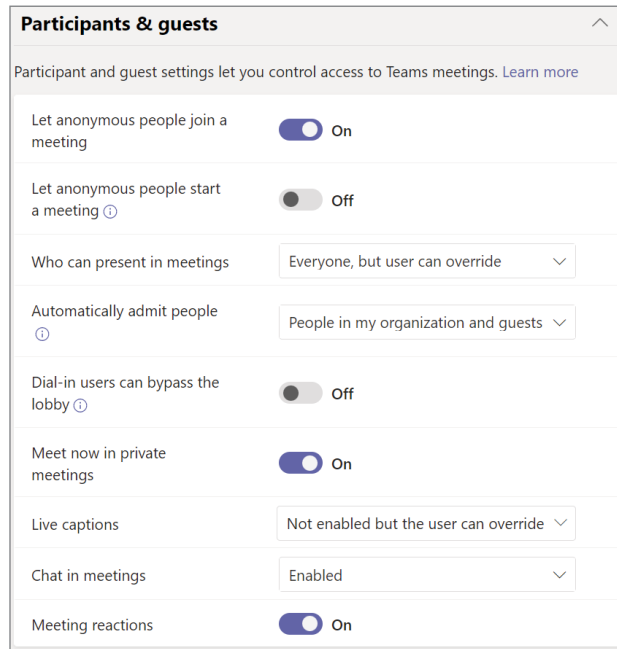 Participants & guests
Participant and guest settings let you control access to Teams meetings. Learn more
Let anonymous people join a
meeting
On
Let anonymous people start
a meeting
Off
Who can present in meetings
Everyone, but user can override
Automatically admit people
People in my organization and guests
Dial-in users can bypass the
lobby
Off
Meet now in private
meetings
On
Live captions
Not enabled but the user can override
Chat in meetings
Enabled
Meeting reactions
On